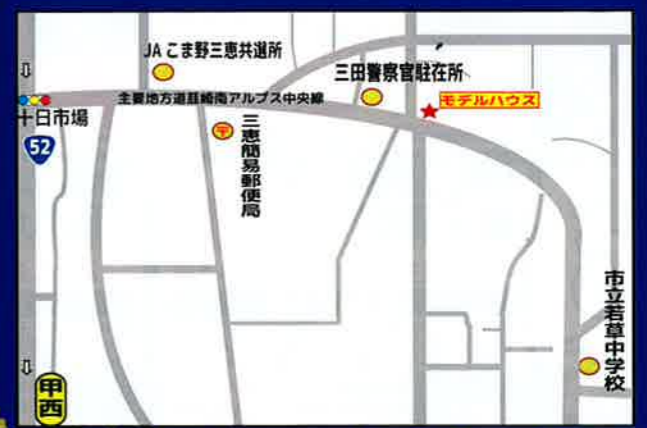 JA こま野三恵共選所
三田警察官駐在所
主要地方道韮崎南アルプス中央線
モデルハウス
十日市場
52
三恵簡易郵便局
市立若草中学校
甲西